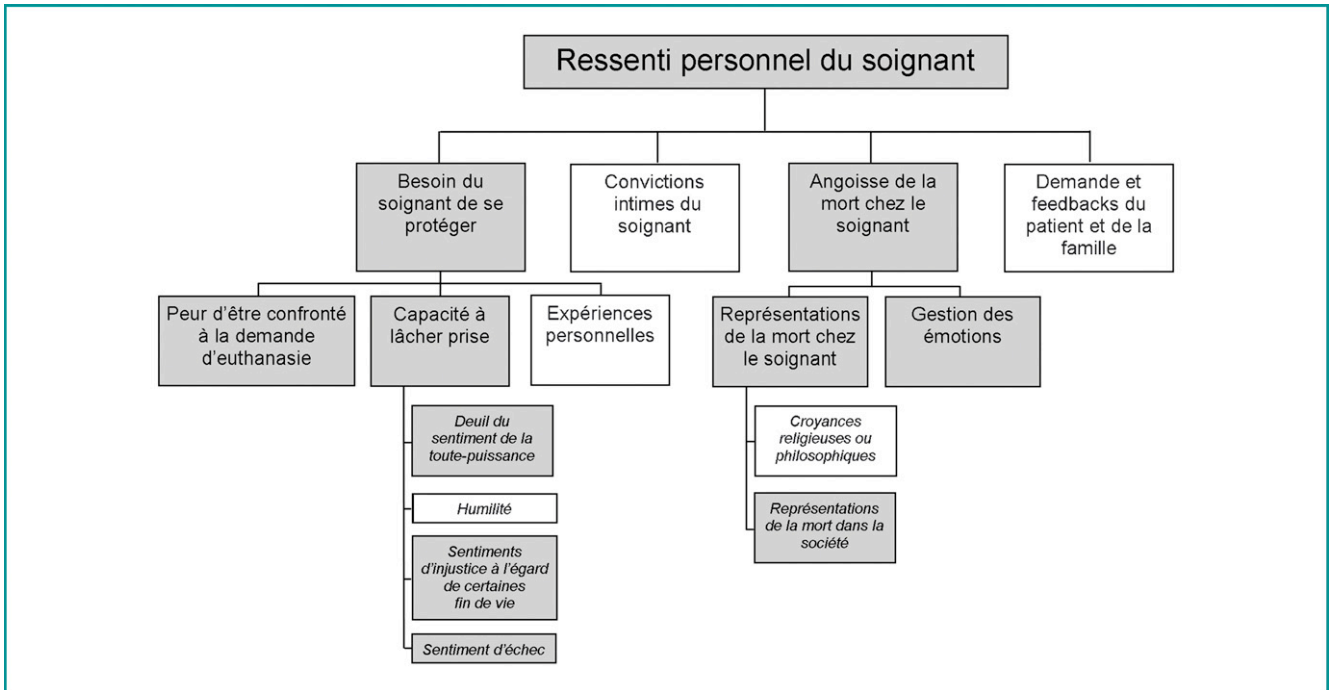 Ressenti personnel du soignant
Besoin du
soignant de se
protéger
Convictions
intimes du
soignant
Angoisse de la
mort chez le
soignant
Demande et
feedbacks du
patient et de la
famille
Peur d'être confronté
à la demande
d'euthanasie
Capacité à
lâcher prise
Expériences
personnelles
Représentations
de la mort chez
le soignant
Gestion des
émotions
Deuil du
sentiment de la
toute-puissance
Humilité
Sentiments
d'injustice à l'égard
de certaines
fin de vie
Sentiment d'échec
Croyances
religieuses ou
philosophiques
Représentations
de la mort dans la
société